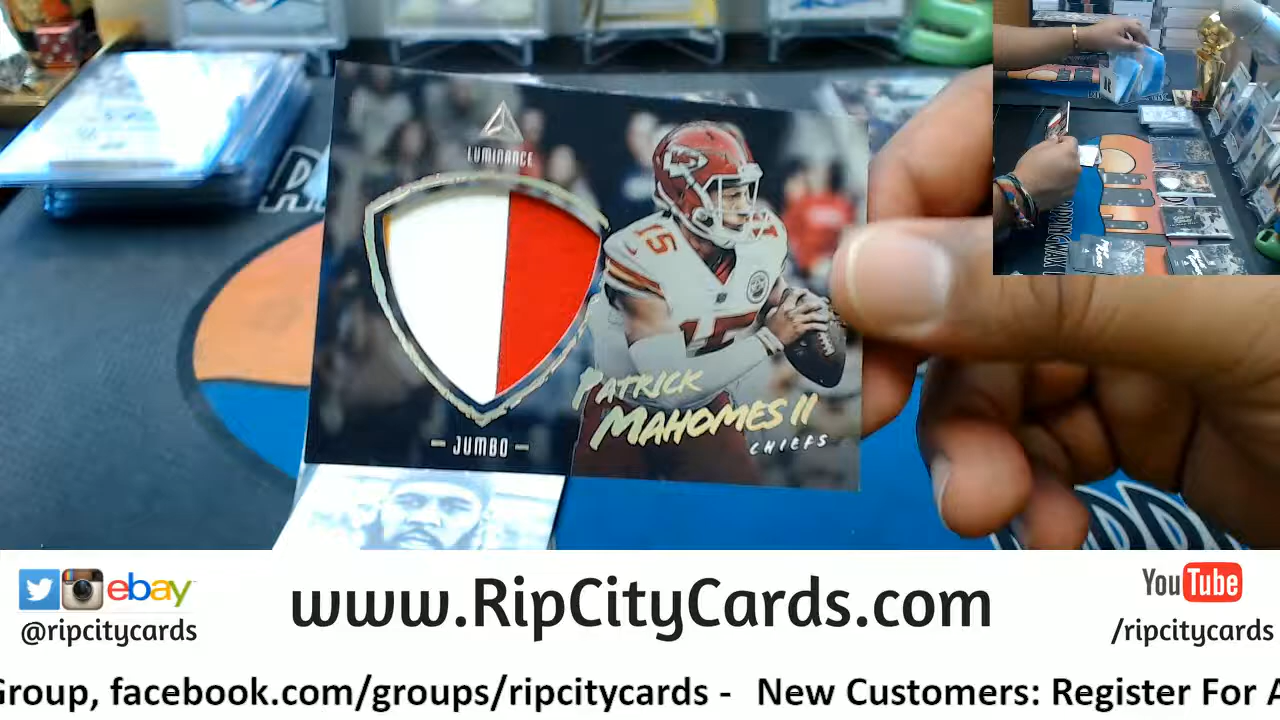 LUMINANCE
15
15
PATRICK
MAHOMES II
CHIEFS
JUMBO
ebay
@ripcitycards
www.RipCityCards.com
YouTube
/ripcitycards
Group, facebook.com/groups/ripcitycards - New Customers: Register For A